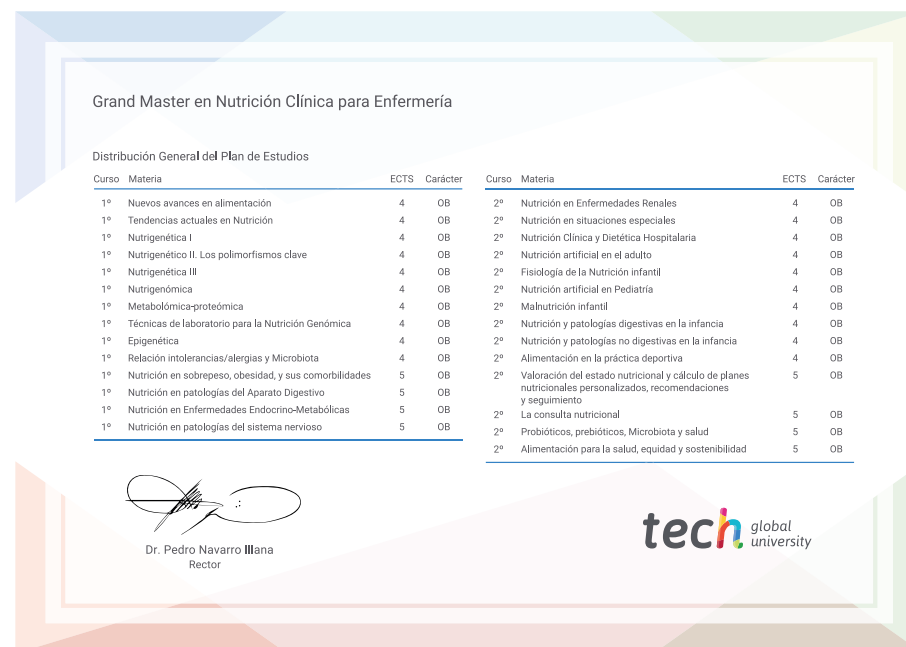 Grand Master en Nutrición Clínica para Enfermería
Distribución General del Plan de Estudios
Curso Materia ECTS Carácter
1º Nuevos avances en alimentación 4 OB
1º Tendencias actuales en Nutrición 4 OB
1º Nutrigenética I 4 OB
1º Nutrigenético II. Los polimorfismos clave 4 OB
1º Nutrigenética III 4 OB
1º Nutrigenómica 4 OB
1º Metabolómica-proteómica 4 OB
1º Técnicas de laboratorio para la Nutrición Genómica 4 OB
1º Epigenética 4 OB
1º Relación intolerancias/alergias y Microbiota 4 OB
1º Nutrición en sobrepeso, obesidad, y sus comorbilidades 5 OB
1º Nutrición en patologías del Aparato Digestivo 5 OB
1º Nutrición en Enfermedades Endocrino-Metabólicas 5 OB
1º Nutrición en patologías del sistema nervioso 5 OB
Curso Materia ECTS Carácter
2º Nutrición en Enfermedades Renales 4 OB
2º Nutrición en situaciones especiales 4 OB
2º Nutrición Clínica y Dietética Hospitalaria 4 OB
2º Nutrición artificial en el adulto 4 OB
2º Fisiología de la Nutrición infantil 4 OB
2º Nutrición artificial en Pediatría 4 OB
2º Malnutrición infantil 4 OB
2º Nutrición y patologías digestivas en la infancia 4 OB
2º Nutrición y patologías no digestivas en la infancia 4 OB
2º Alimentación en la práctica deportiva 4 OB
2º Valoración del estado nutricional y cálculo de planes 5 OB
nutricionales personalizados, recomendaciones
y seguimiento
2º La consulta nutricional 5 OB
2º Probióticos, prebióticos, Microbiota y salud 5 OB
2º Alimentación para la salud, equidad y sostenibilidad 5 OB
Dr. Pedro Navarro Illana
Rector
tech global
university